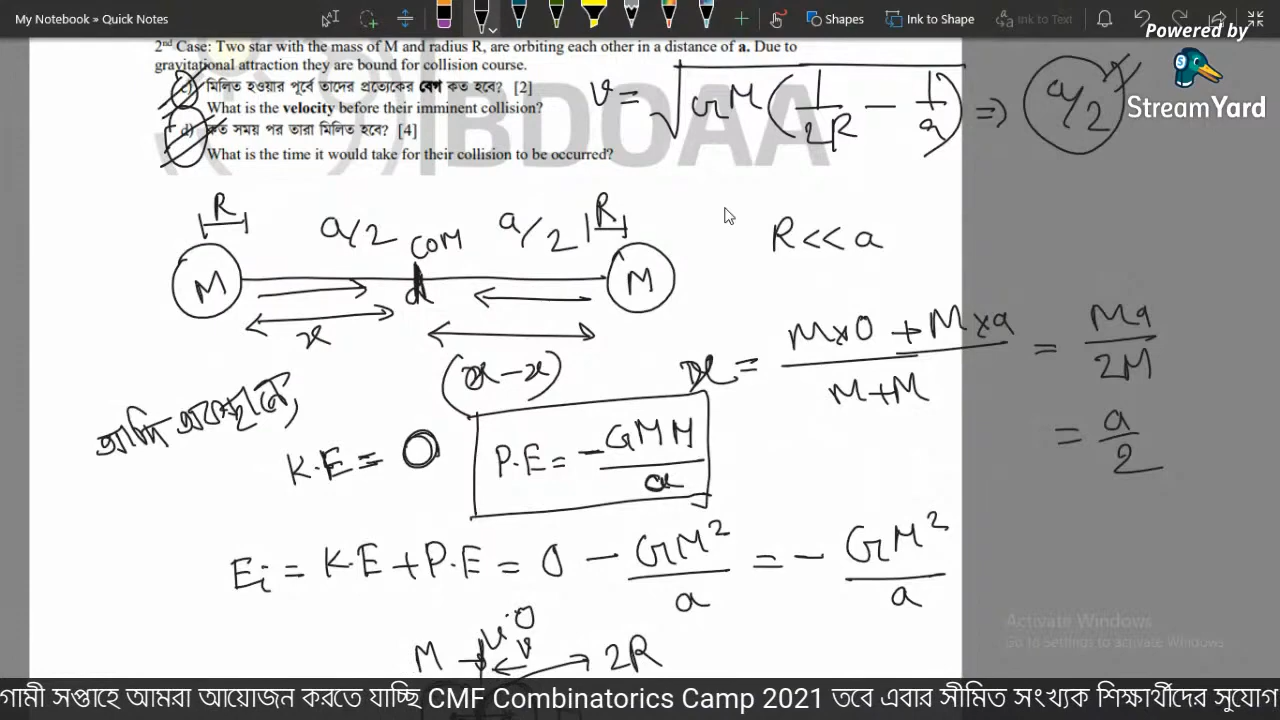 My Notebook » Quick Notes
Shapes
Ink to Shape
Ink to Text
Powered by
StreamYard
2nd Case: Two star with the mass of M and radius R, are orbiting each other in a distance of a. Due to
gravitational attraction they are bound for collision course.
c) মিলিত হওয়ার পূর্বে তাদের প্রত্যেকের বেগ কত হবে? [2]
What is the velocity before their imminent collision?
d) কত সময় পর তারা মিলিত হবে? [4]
What is the time it would take for their collision to be occurred?
BDOAA
v = √GM(1/2R − 1/a) ⇒ a/2
R a/2 COM a/2 R
R << a
M d M
x
(x−x)
x = M×0 + M×a / M+M = Ma / 2M
= a/2
আদি অবস্থানে,
K.E = 0
P.E = −GMM/a
Ei = K.E + P.E = 0 − GM²/a = − GM²/a
M
v
2R
Activate Windows
Go to Settings to activate Windows.
গামী সপ্তাহে আমরা আয়োজন করতে যাচ্ছি CMF Combinatorics Camp 2021 তবে এবার সীমিত সংখ্যক শিক্ষার্থীদের সুযোগ